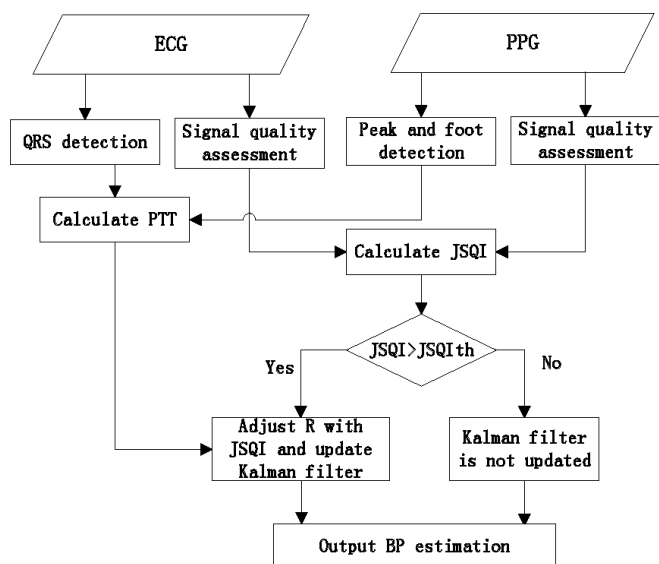 ECG
PPG
QRS detection
Signal quality
assessment
Peak and foot
detection
Signal quality
assessment
Calculate PTT
Calculate JSQI
JSQI>JSQIth
Yes
No
Adjust R with
JSQI and update
Kalman filter
Kalman filter
is not updated
Output BP estimation